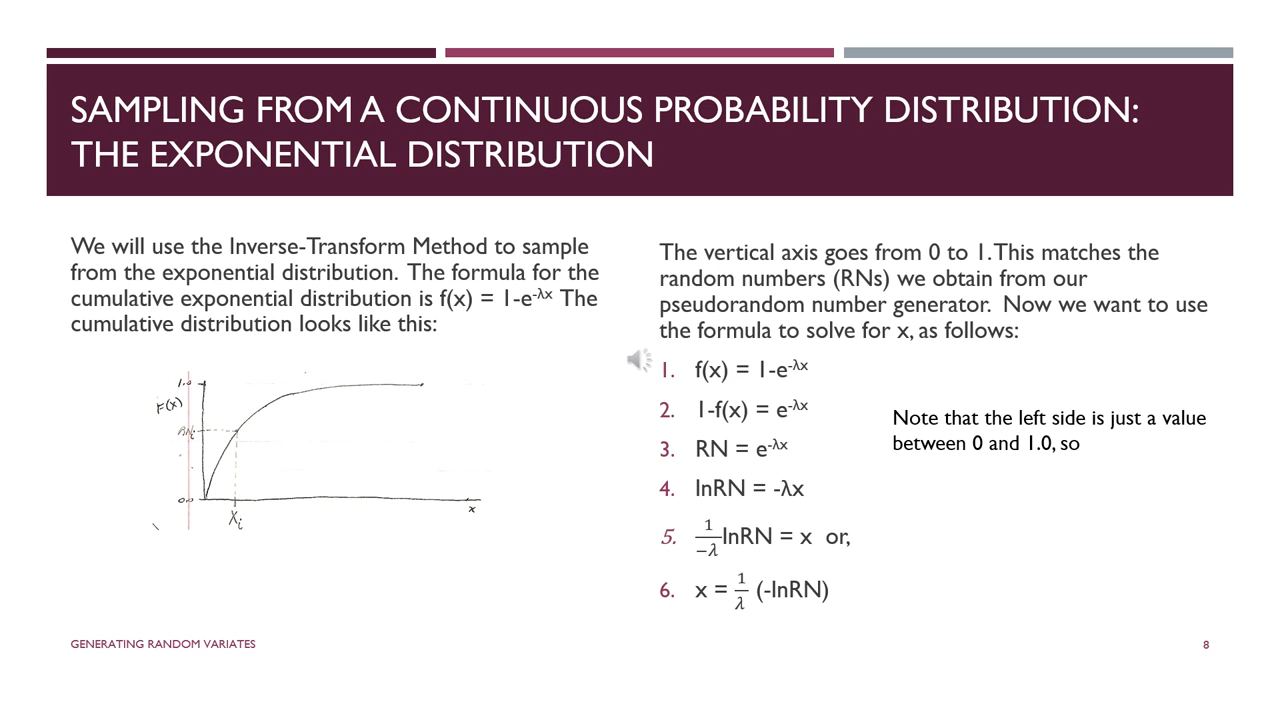 SAMPLING FROM A CONTINUOUS PROBABILITY DISTRIBUTION:
THE EXPONENTIAL DISTRIBUTION
We will use the Inverse-Transform Method to sample
from the exponential distribution. The formula for the
cumulative exponential distribution is f(x) = 1-e^-λx The
cumulative distribution looks like this:
1.0
F(x)
RNi
0.0
Xi
x
The vertical axis goes from 0 to 1. This matches the
random numbers (RNs) we obtain from our
pseudorandom number generator. Now we want to use
the formula to solve for x, as follows:
1. f(x) = 1-e^-λx
2. 1-f(x) = e^-λx
Note that the left side is just a value
between 0 and 1.0, so
3. RN = e^-λx
4. lnRN = -λx
5. 1/−λ lnRN = x or,
6. x = 1/λ (-lnRN)
GENERATING RANDOM VARIATES
8